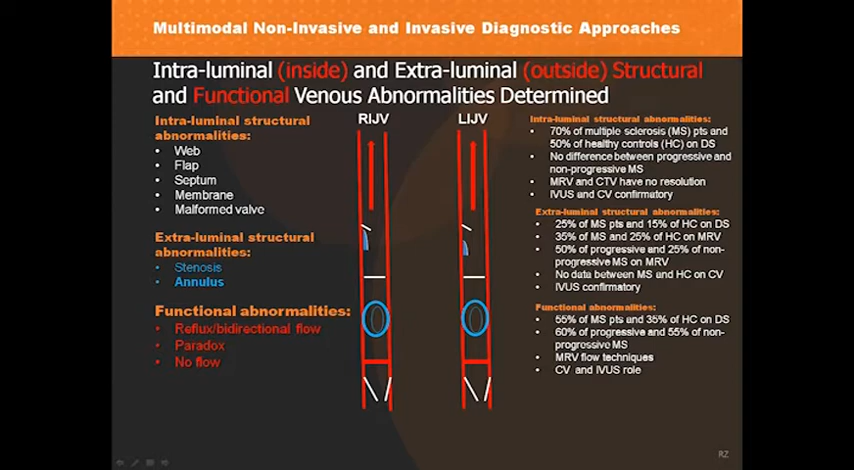 Multimodal Non-Invasive and Invasive Diagnostic Approaches
Intra-luminal (inside) and Extra-luminal (outside) Structural
and Functional Venous Abnormalities Determined
Intra-luminal structural
abnormalities:
• Web
• Flap
• Septum
• Membrane
• Malformed valve
Extra-luminal structural
abnormalities:
• Stenosis
• Annulus
Functional abnormalities:
• Reflux/bidirectional flow
• Paradox
• No flow
RIJV
LIJV
Intra-luminal structural abnormalities:
• 70% of multiple sclerosis (MS) pts and
50% of healthy controls (HC) on DS
• No difference between progressive and
non-progressive MS
• MRV and CTV have no resolution
• IVUS and CV confirmatory
Extra-luminal structural abnormalities:
• 25% of MS pts and 15% of HC on DS
• 35% of MS and 25% of HC on MRV
• 50% of progressive and 25% of non-
progressive MS on MRV
• No data between MS and HC on CV
• IVUS confirmatory
Functional abnormalities:
• 55% of MS pts and 35% of HC on DS
• 60% of progressive and 55% of non-
progressive MS
• MRV flow techniques
• CV and IVUS role
RZ